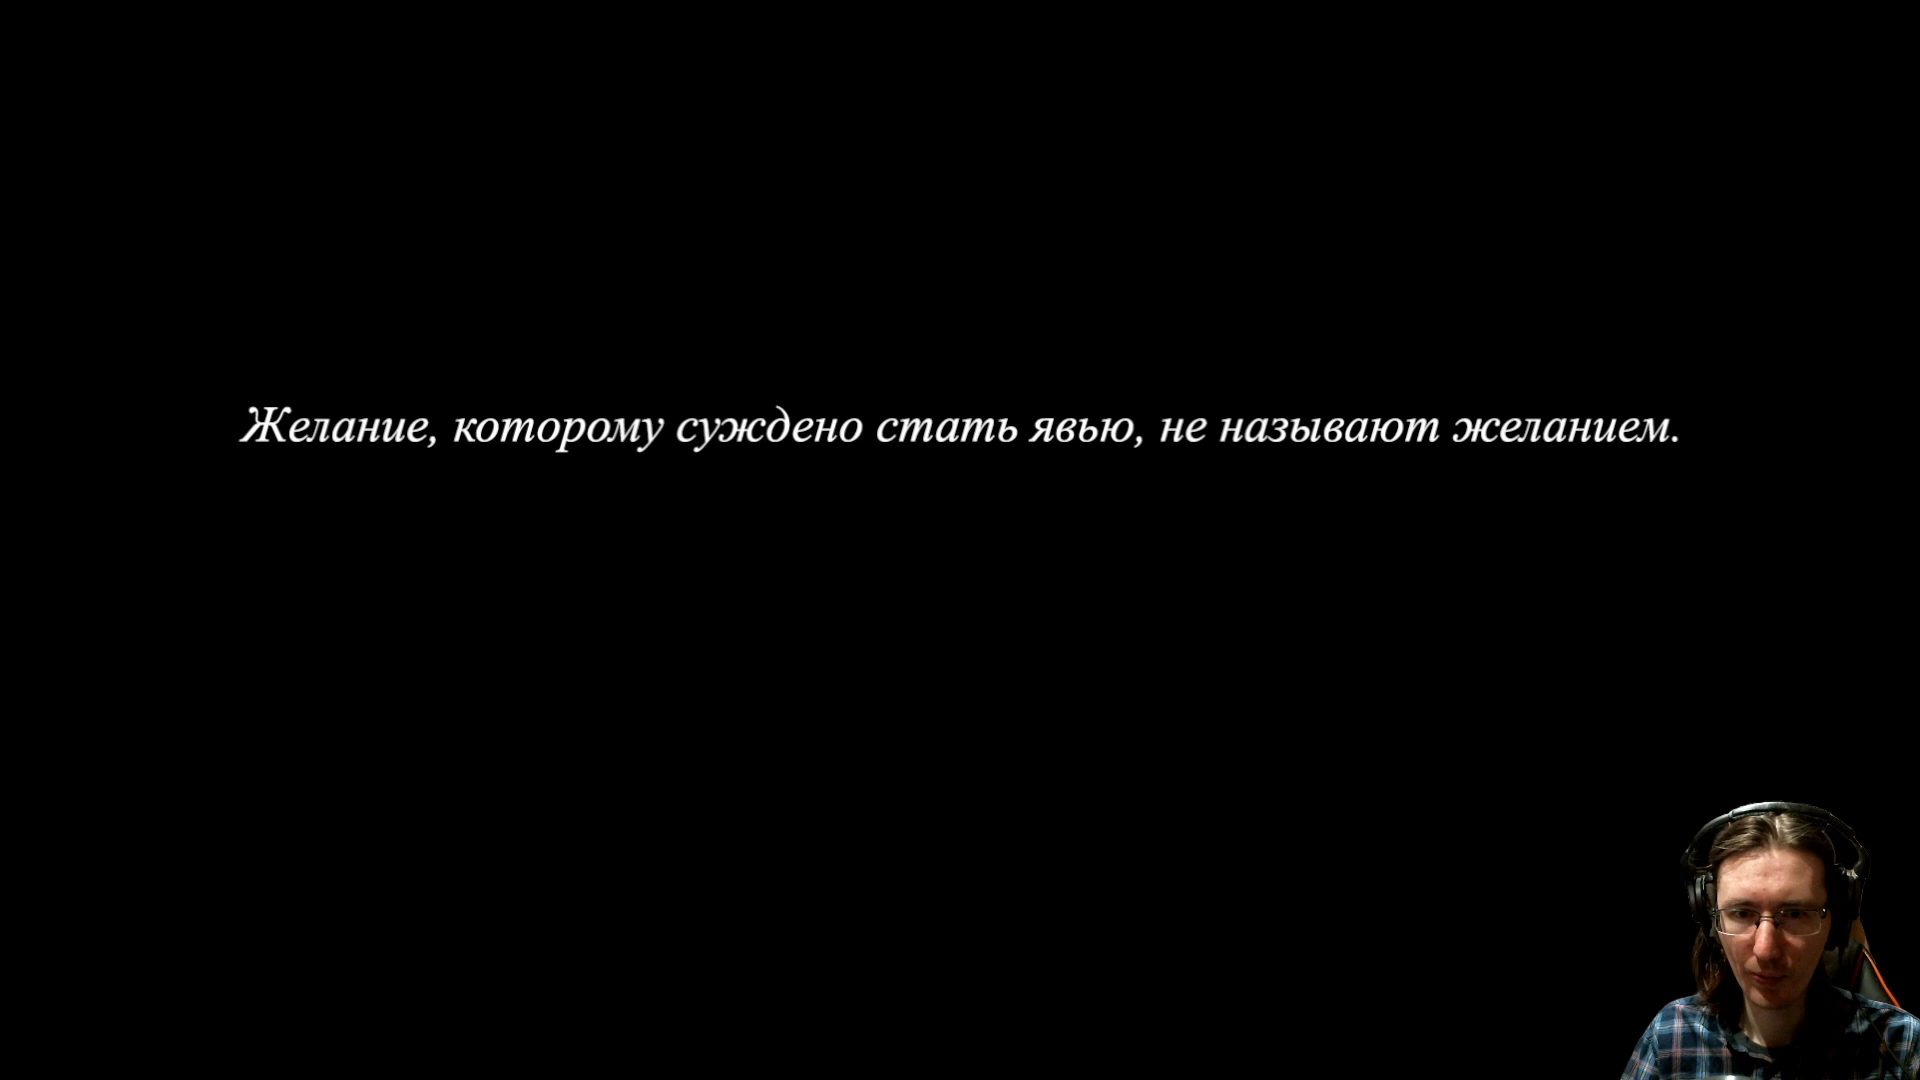 Желание, которому суждено стать явью, не называют желанием.